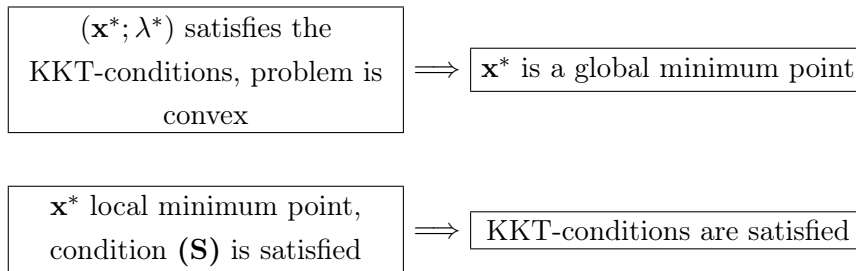 (x*; λ*) satisfies the
KKT-conditions, problem is
convex
⟹
x* is a global minimum point
x* local minimum point,
condition (S) is satisfied
⟹
KKT-conditions are satisfied